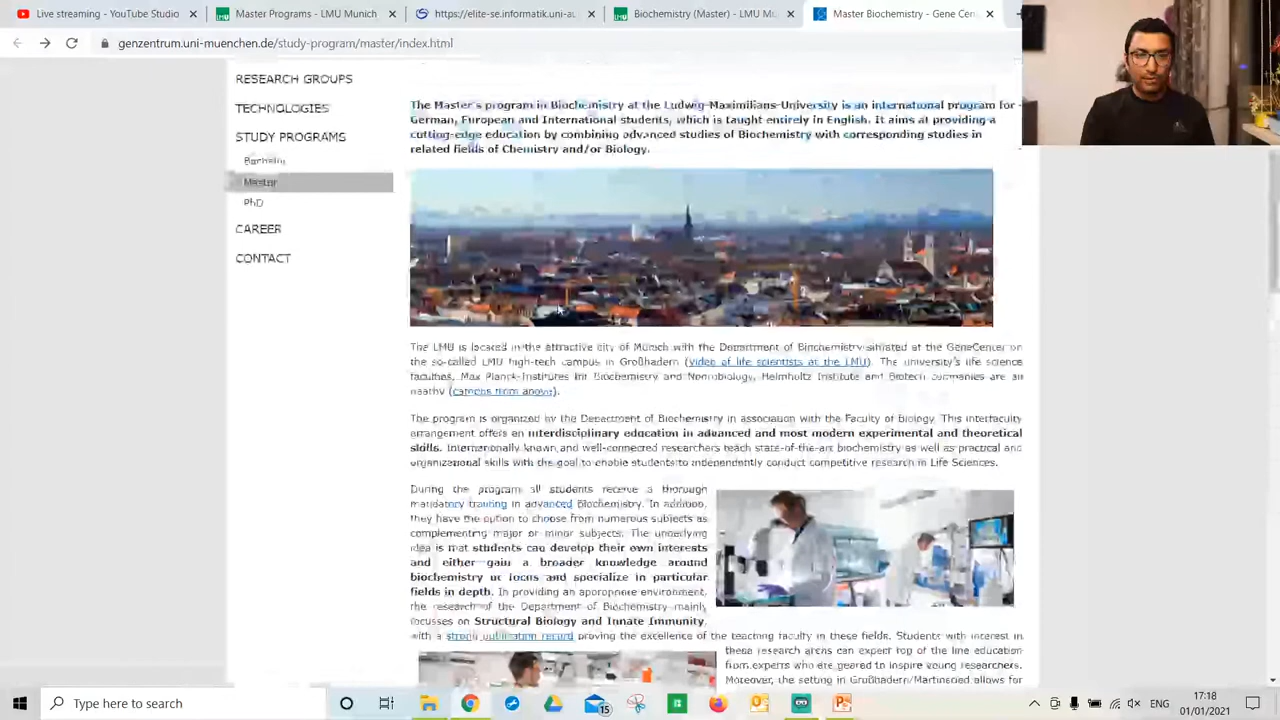 Live streaming - YouTube Studio
Master Programs - LMU Munich
https://elite-se.informatik.uni-au
Biochemistry (Master) - LMU Mu
Master Biochemistry - Gene Cen
genzentrum.uni-muenchen.de/study-program/master/index.html
RESEARCH GROUPS
TECHNOLOGIES
STUDY PROGRAMS
Bachelor
Master
PhD
CAREER
CONTACT
The Master's program in Biochemistry at the Ludwig-Maximilians-University is an international program for
German, European and International students, which is taught entirely in English. It aims at providing a
cutting-edge education by combining advanced studies of Biochemistry with corresponding studies in
related fields of Chemistry and/or Biology.
The LMU is located in the attractive city of Munich with the Department of Biochemistry situated at the GeneCenter on
the so-called LMU high-tech campus in Großhadern (video of life scientists at the LMU). The university's life science
faculties, Max Planck-Institutes for Biochemistry and Neurobiology, Helmholtz Institute and Biotech companies are all
nearby (campus from above).
The program is organized by the Department of Biochemistry in association with the Faculty of Biology. This interfaculty
arrangement offers an interdisciplinary education in advanced and most modern experimental and theoretical
skills. Internationally known and well-connected researchers teach state-of-the-art biochemistry as well as practical and
organizational skills with the goal to enable students to independently conduct competitive research in Life Sciences.
During the program all students receive a thorough
mandatory training in advanced Biochemistry. In addition,
they have the option to choose from numerous subjects as
complementing major or minor subjects. The underlying
idea is that students can develop their own interests
and either gain a broader knowledge around
biochemistry or focus and specialize in particular
fields in depth. In providing an appropriate environment,
the research of the Department of Biochemistry mainly
focusses on Structural Biology and Innate Immunity,
with a strong publication record proving the excellence of the teaching faculty in these fields. Students with interest in
these research areas can expect top of the line education
from experts who are geared to inspire young researchers.
Moreover, the setting in Großhadern/Martinsried allows for
Type here to search
15
ENG
17:18
01/01/2021